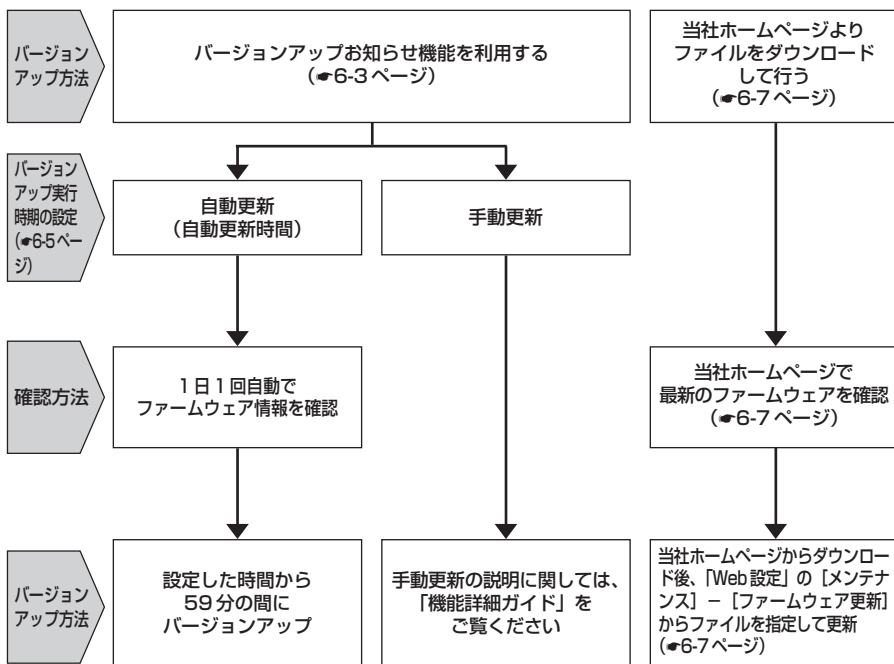 バージョン
アップ方法
バージョンアップお知らせ機能を利用する
(☛6-3 ページ)
当社ホームページより
ファイルをダウンロード
して行う
(☛6-7 ページ)
バージョン
アップ実行
時期の設定
(☛6-5ペー
ジ)
自動更新
(自動更新時間)
手動更新
確認方法
1日1回自動で
ファームウェア情報を確認
当社ホームページで
最新のファームウェアを確認
(☛6-7 ページ)
バージョン
アップ方法
設定した時間から
59分の間に
バージョンアップ
手動更新の説明に関しては、
「機能詳細ガイド」を
ご覧ください
当社ホームページからダウンロー
ド後、「Web 設定」の[メンテナ
ンス]-[ファームウェア更新]
からファイルを指定して更新
(☛6-7 ページ)